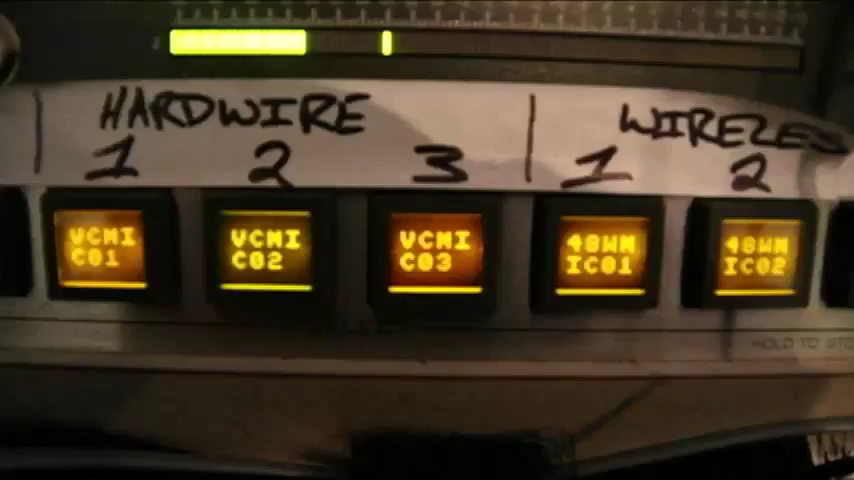 HARDWIRE | WIRELES
1 2 3 1 2
VCMI VCMI VCMI 48WM 48WM
C01 C02 C03 IC01 IC02
HOLD TO STO